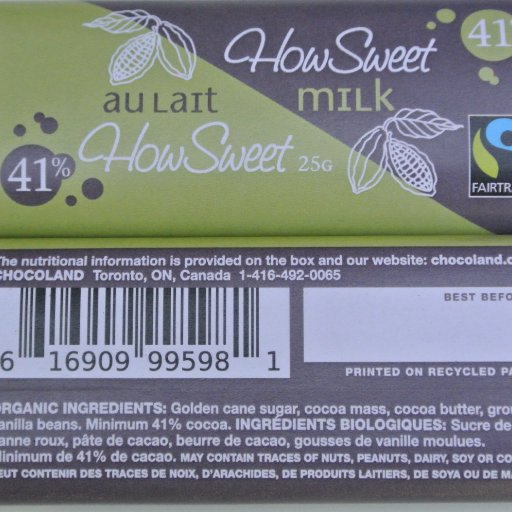 HowSweet 41%
au Lait milk
41% HowSweet 25G
FAIRTRA
The nutritional information is provided on the box and our website: chocoland.c
CHOCOLAND Toronto, ON, Canada 1-416-492-0065
BEST BEFO
6 16909 99598 1
PRINTED ON RECYCLED PA
ORGANIC INGREDIENTS: Golden cane sugar, cocoa mass, cocoa butter, grou
vanilla beans. Minimum 41% cocoa. INGRÉDIENTS BIOLOGIQUES: Sucre de
canne roux, pâte de cacao, beurre de cacao, gousses de vanille moulues.
Minimum de 41% de cacao. MAY CONTAIN TRACES OF NUTS, PEANUTS, DAIRY, SOY OR CO
PEUT CONTENIR DES TRACES DE NOIX, D'ARACHIDES, DE PRODUITS LAITIERS, DE SOYA OU DE MA